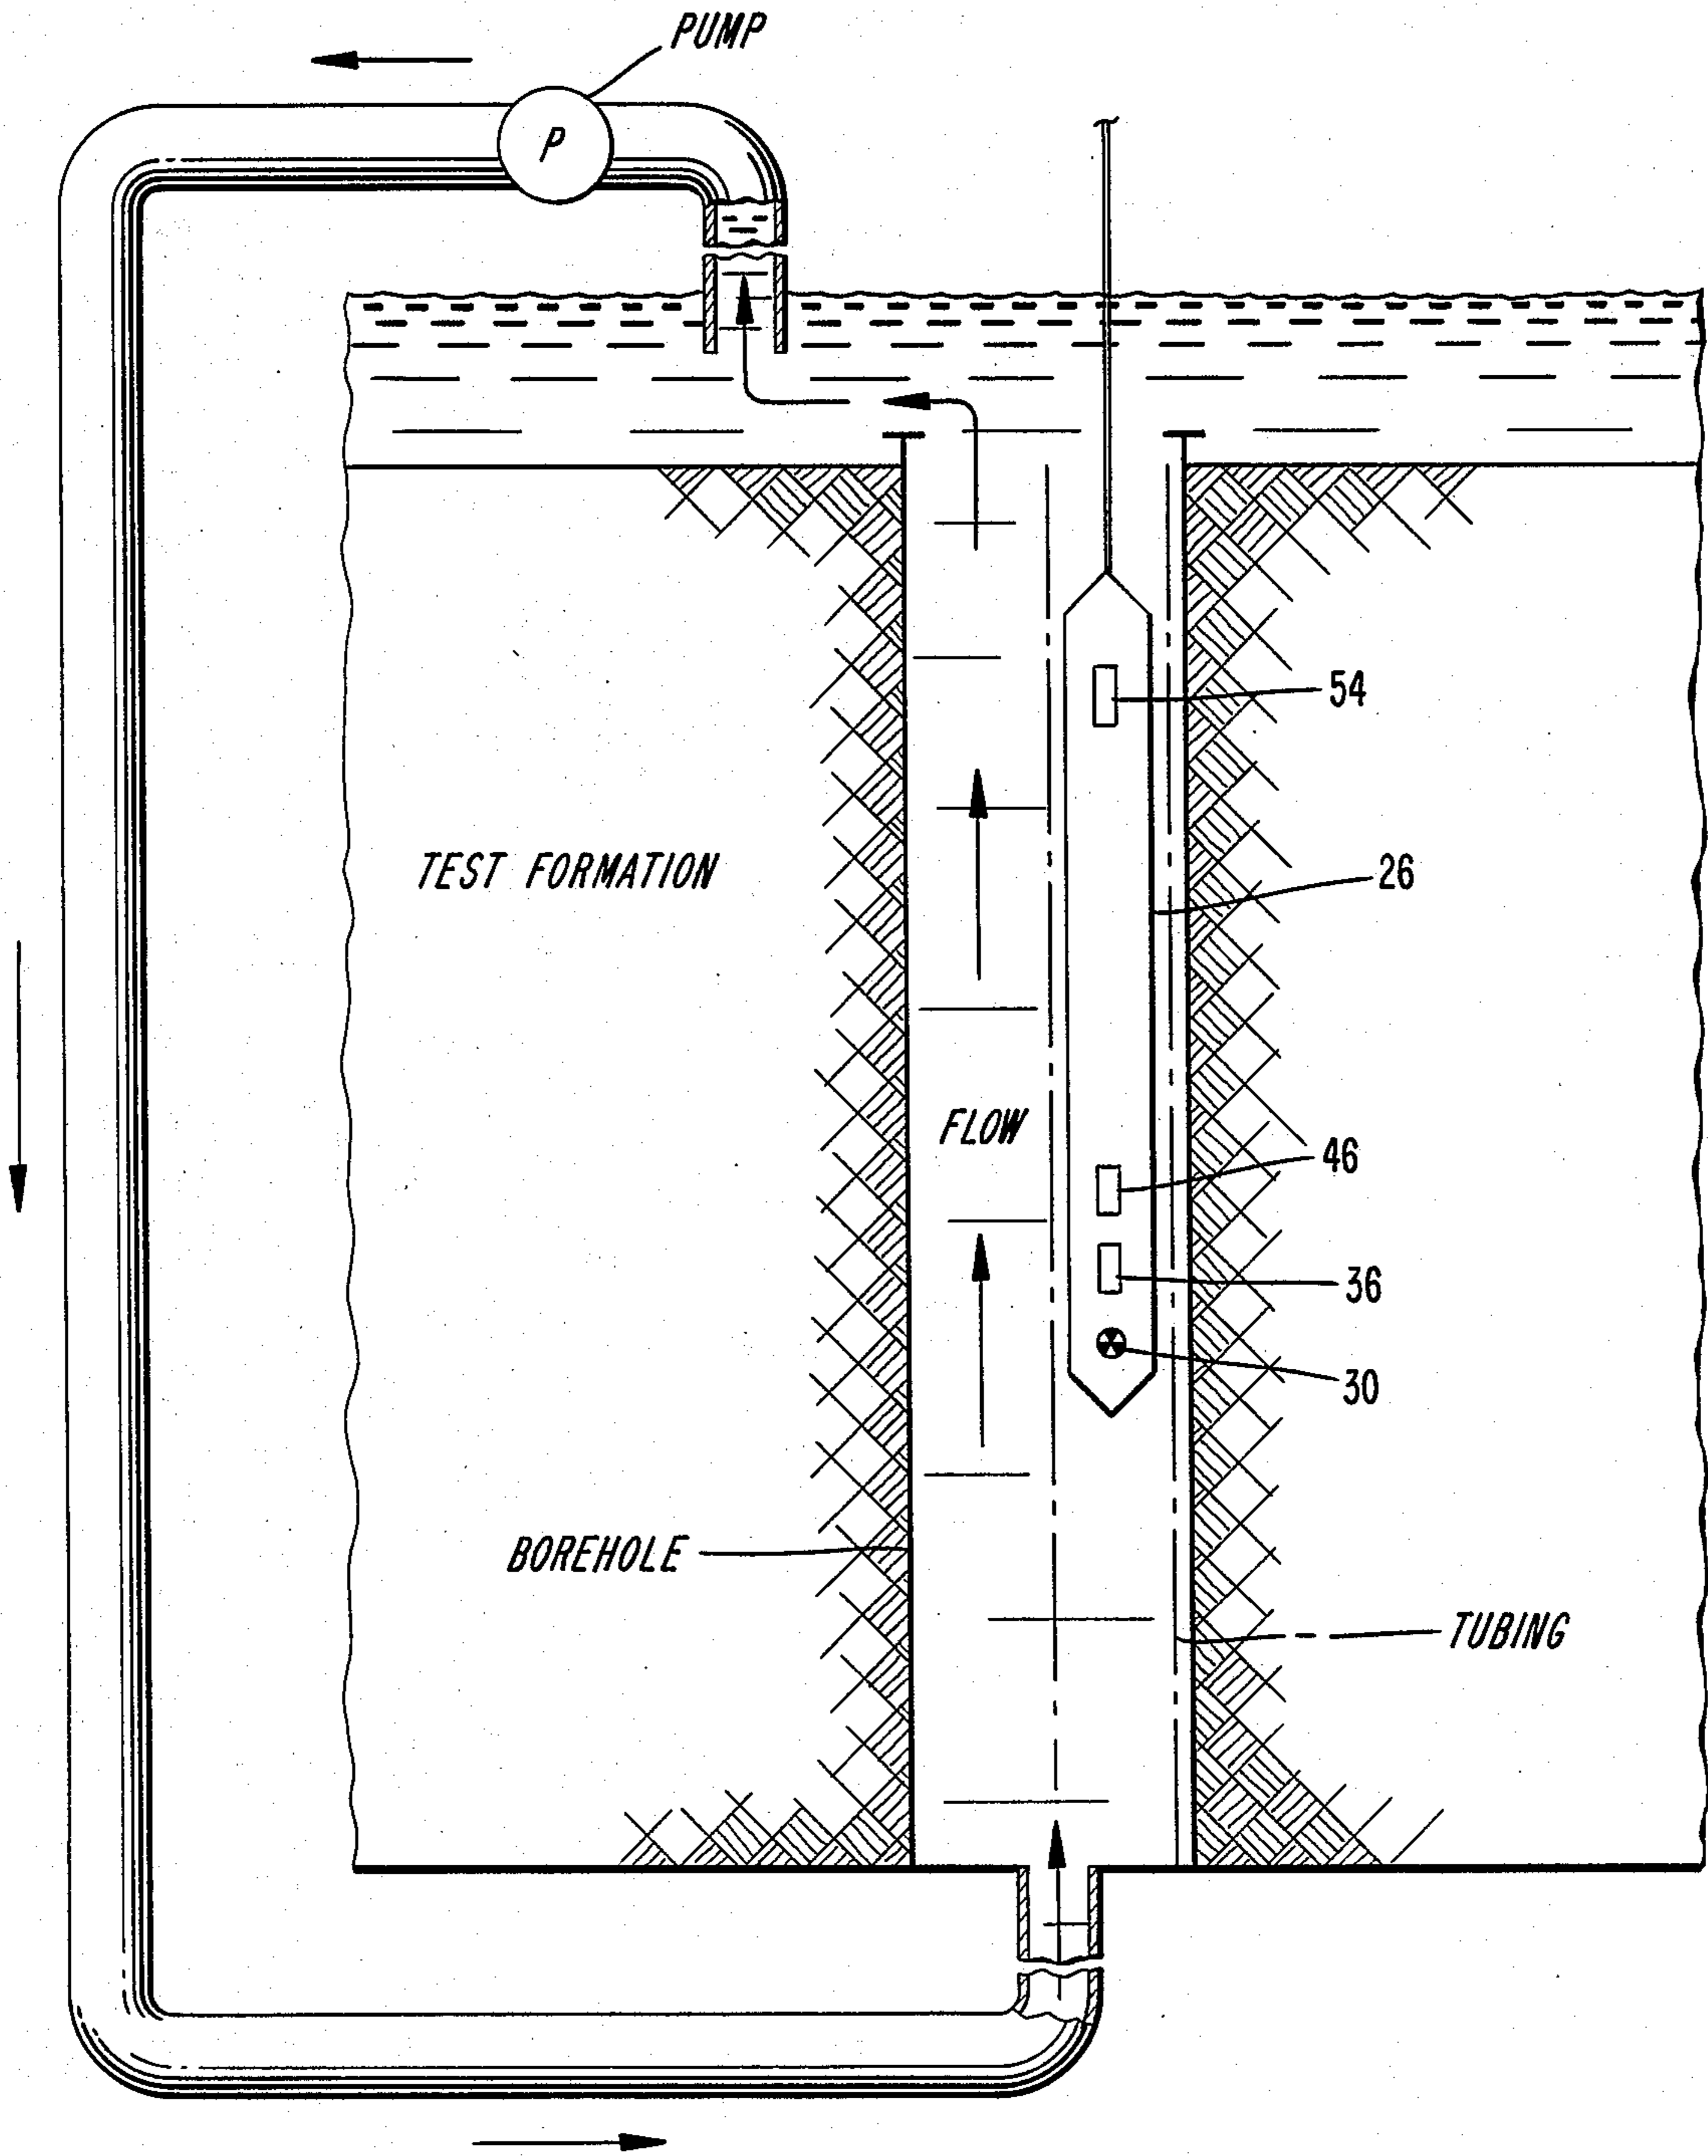 PUMP
P
54
TEST FORMATION
26
FLOW
46
36
30
BOREHOLE
TUBING